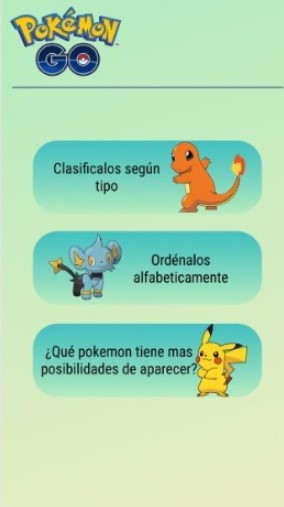 Pokémon
GO
Clasificalos según
tipo
Ordénalos
alfabeticamente
¿Qué pokemon tiene mas
posibilidades de aparecer?